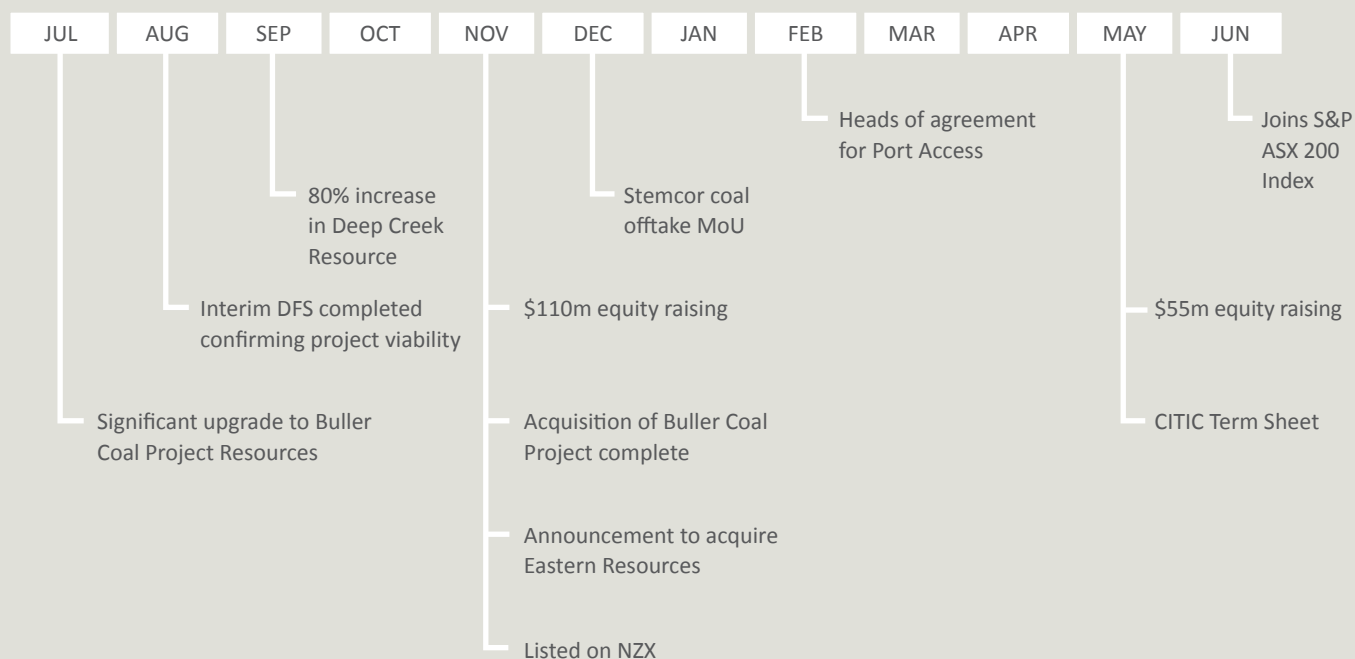 JUL AUG SEP OCT NOV DEC JAN FEB MAR APR MAY JUN
Heads of agreement
for Port Access
Joins S&P
ASX 200
Index
80% increase
in Deep Creek
Resource
Stemcor coal
offtake MoU
Interim DFS completed
confirming project viability
$110m equity raising
$55m equity raising
Significant upgrade to Buller
Coal Project Resources
Acquisition of Buller Coal
Project complete
CITIC Term Sheet
Announcement to acquire
Eastern Resources
Listed on NZX